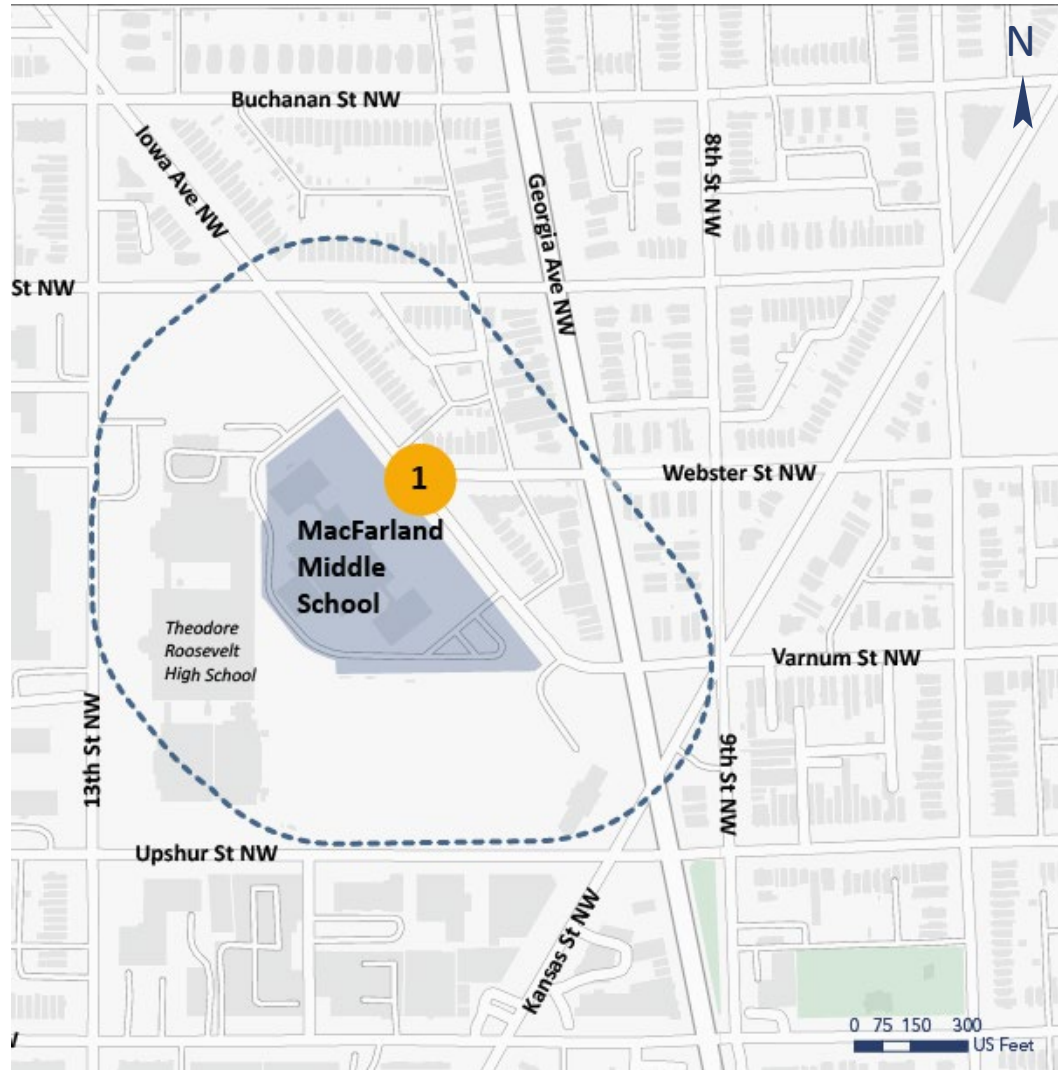 N
Buchanan St NW
Iowa Ave NW
Georgia Ave NW
8th St NW
St NW
1
Webster St NW
MacFarland
Middle
School
Theodore
Roosevelt
High School
Varnum St NW
13th St NW
9th St NW
Upshur St NW
Kansas St NW
0 75 150 300
US Feet